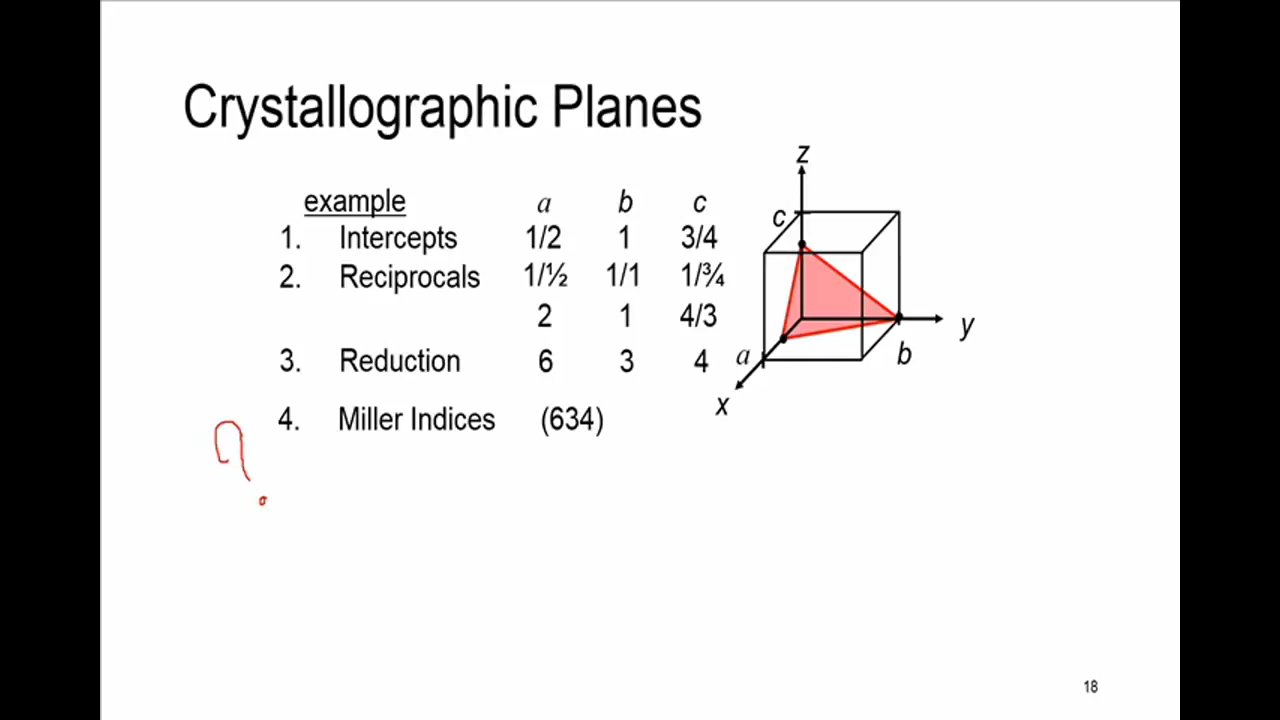 Crystallographic Planes
example a b c
1. Intercepts 1/2 1 3/4
2. Reciprocals 1/½ 1/1 1/¾
2 1 4/3
3. Reduction 6 3 4
4. Miller Indices (634)
z
c
y
a
b
x
?
18